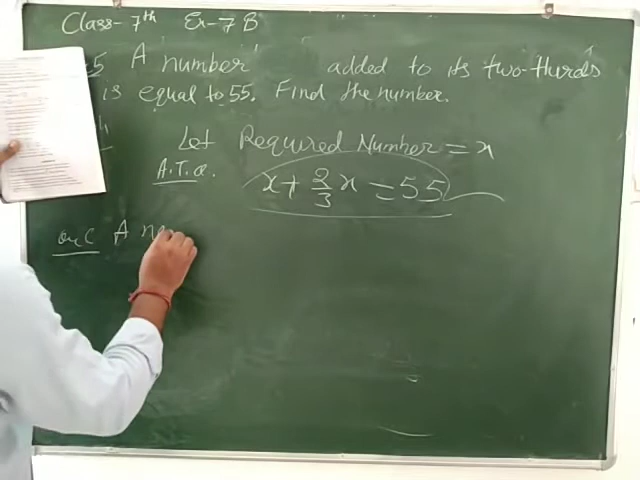 Class- 7th Ex-7B
5 A number added to its two-thirds
is equal to 55. Find the number.
Let Required Number = x
A.T.Q.
x + 2/3 x = 55
A n